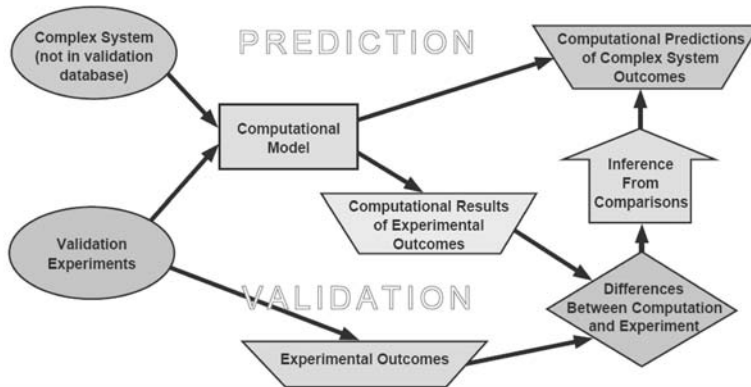 Complex System
(not in validation
database)
PREDICTION
Computational Predictions
of Complex System
Outcomes
Computational
Model
Inference
From
Comparisons
Computational Results
of Experimental
Outcomes
Validation
Experiments
VALIDATION
Differences
Between Computation
and Experiment
Experimental Outcomes